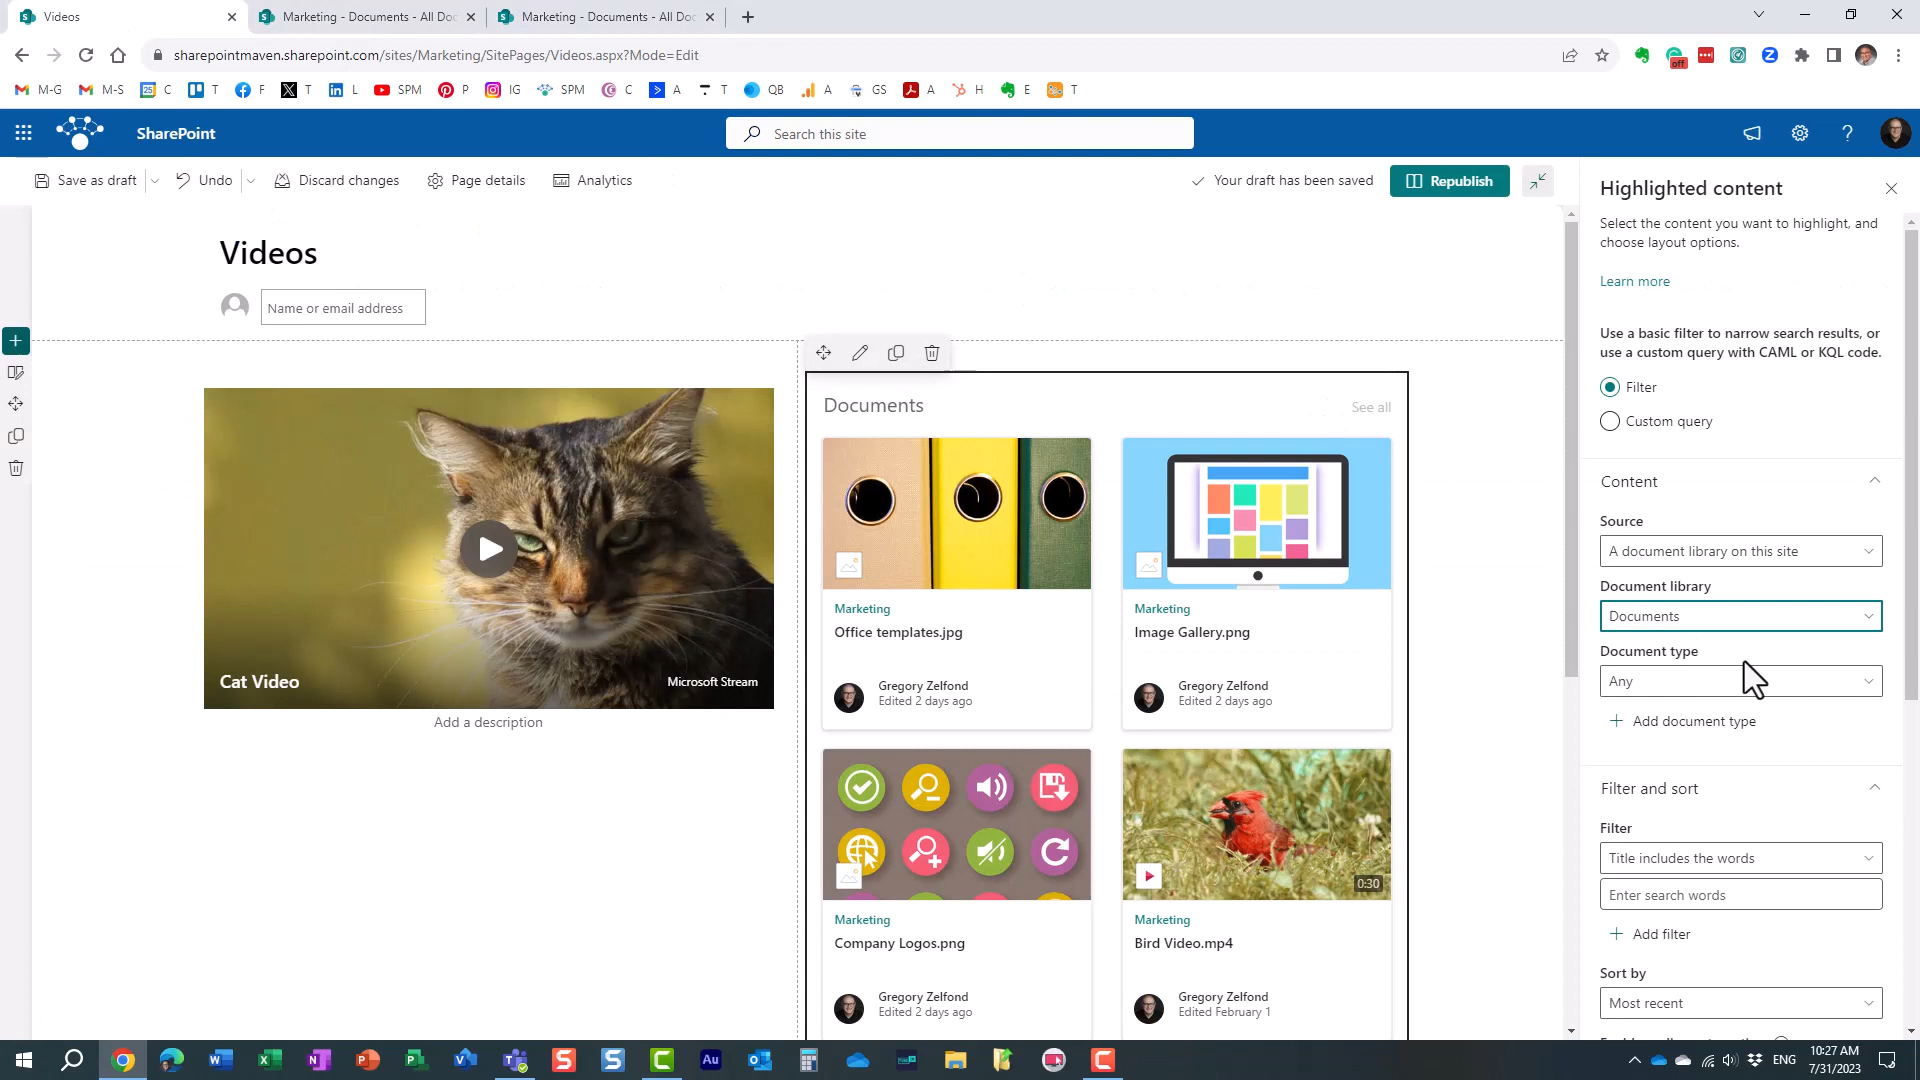 Videos
Marketing - Documents - All Doc
Marketing - Documents - All Doc
sharepointmaven.sharepoint.com/sites/Marketing/SitePages/Videos.aspx?Mode=Edit
off
M-G
M-S
25
C
T
F
T
L
SPM
P
IG
SPM
C
A
T
QB
A
GS
A
H
E
T
SharePoint
Search this site
Save as draft
Undo
Discard changes
Page details
Analytics
Your draft has been saved
Republish
Videos
Name or email address
Cat Video
Microsoft Stream
Add a description
Documents
See all
Marketing
Office templates.jpg
Gregory Zelfond
Edited 2 days ago
Marketing
Image Gallery.png
Gregory Zelfond
Edited 2 days ago
Marketing
Company Logos.png
Gregory Zelfond
Edited 2 days ago
0:30
Marketing
Bird Video.mp4
Gregory Zelfond
Edited February 1
Highlighted content
Select the content you want to highlight, and
choose layout options.
Learn more
Use a basic filter to narrow search results, or
use a custom query with CAML or KQL code.
Filter
Custom query
Content
Source
A document library on this site
Document library
Documents
Document type
Any
Add document type
Filter and sort
Filter
Title includes the words
Enter search words
Add filter
Sort by
Most recent
ENG
10:27 AM
7/31/2023